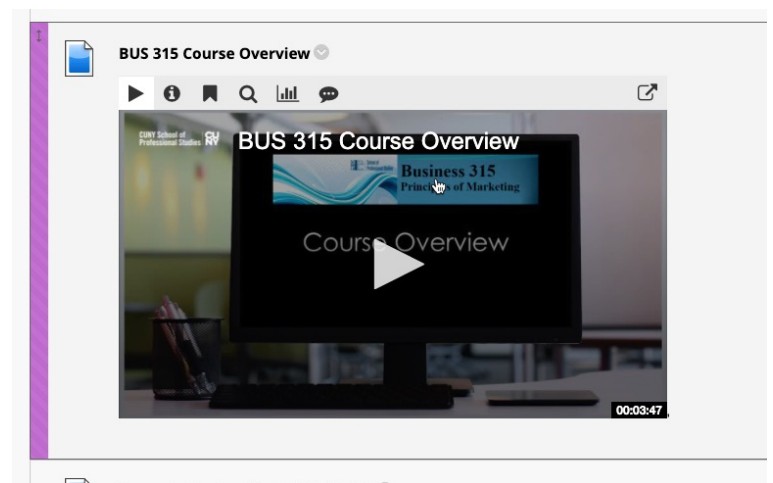 BUS 315 Course Overview
CUNY School of
Professional Studies
CU
NY
BUS 315 Course Overview
Business 315
Principles of Marketing
Course Overview
00:03:47